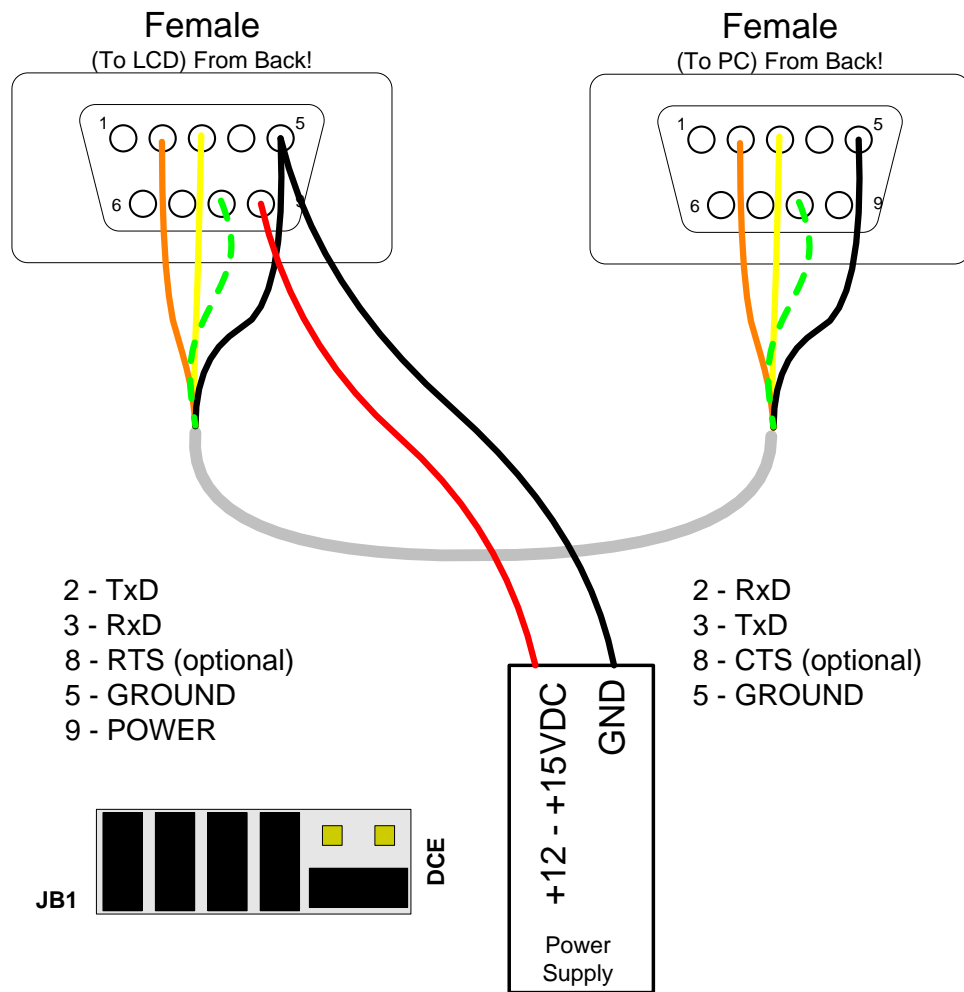 Female
(To LCD) From Back!
1
5
6
9
Female
(To PC) From Back!
1
5
6
9
2 - TxD
3 - RxD
8 - RTS (optional)
5 - GROUND
9 - POWER
2 - RxD
3 - TxD
8 - CTS (optional)
5 - GROUND
+12 - +15VDC
GND
Power
Supply
JB1
DCE